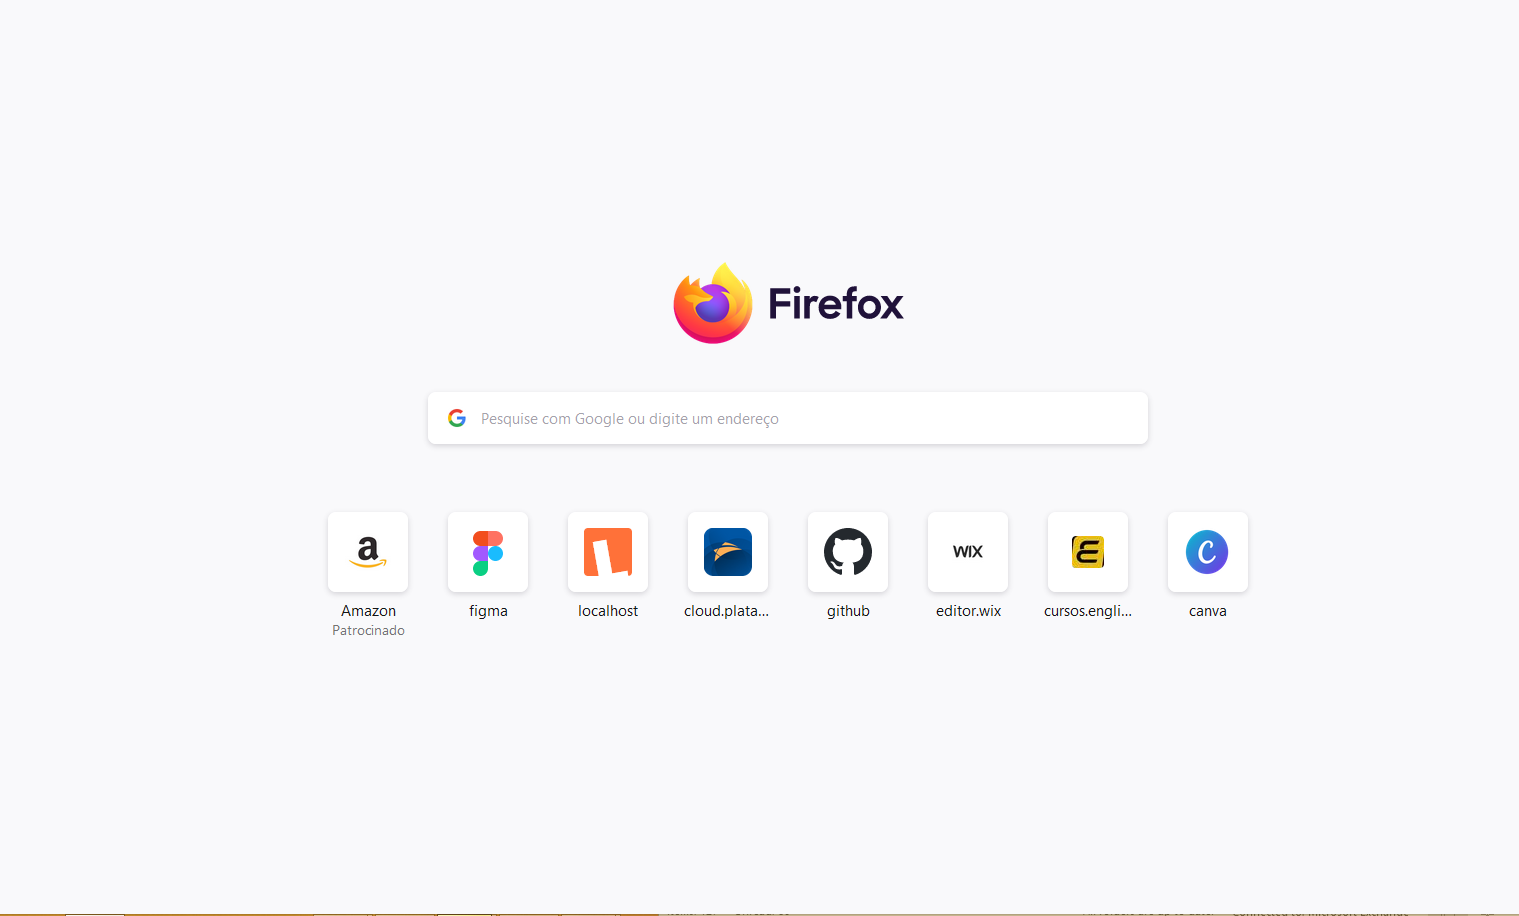 Firefox
Pesquise com Google ou digite um endereço
a
WIX
C
Amazon
figma
localhost
cloud.plata...
github
editor.wix
cursos.engli...
canva
Patrocinado